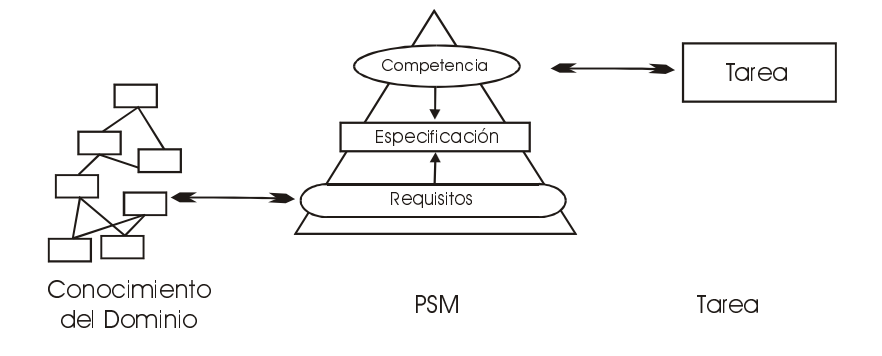 Competencia
Tarea
Especificación
Requisitos
Conocimiento
del Dominio
PSM
Tarea